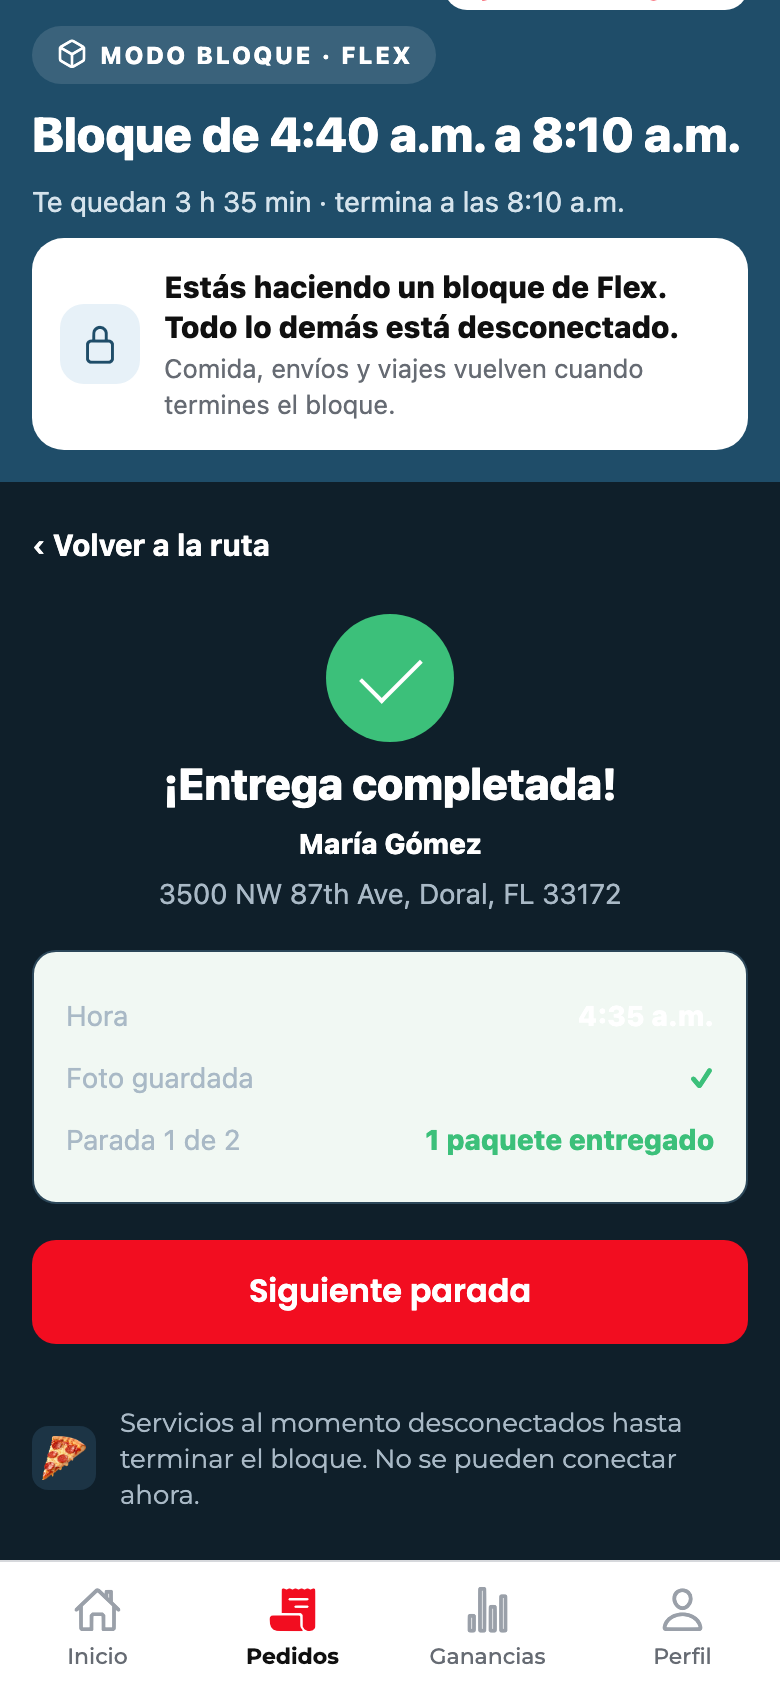 MODO BLOQUE · FLEX
Bloque de 4:40 a.m. a 8:10 a.m.
Te quedan 3 h 35 min · termina a las 8:10 a.m.
Estás haciendo un bloque de Flex.
Todo lo demás está desconectado.
Comida, envíos y viajes vuelven cuando
termines el bloque.
‹ Volver a la ruta
¡Entrega completada!
María Gómez
3500 NW 87th Ave, Doral, FL 33172
Hora 4:35 a.m.
Foto guardada ✓
Parada 1 de 2 1 paquete entregado
Siguiente parada
Servicios al momento desconectados hasta
terminar el bloque. No se pueden conectar
ahora.
Inicio Pedidos Ganancias Perfil